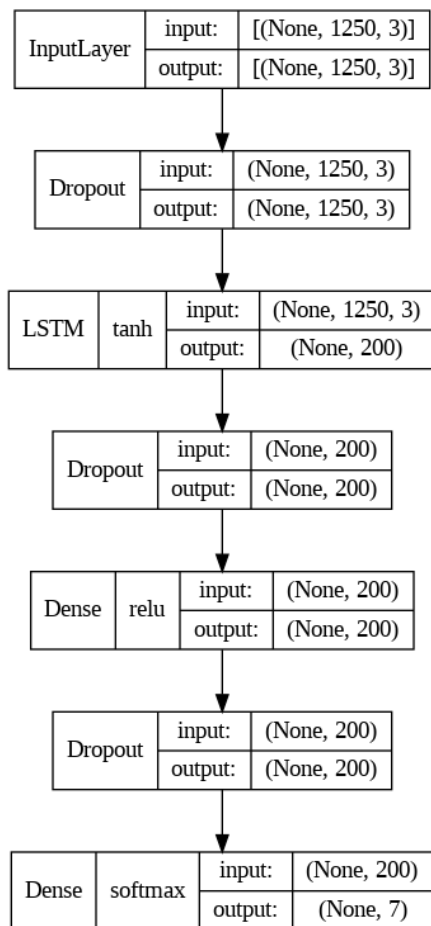 InputLayer input: [(None, 1250, 3)]
output: [(None, 1250, 3)]
Dropout input: (None, 1250, 3)
output: (None, 1250, 3)
LSTM tanh input: (None, 1250, 3)
output: (None, 200)
Dropout input: (None, 200)
output: (None, 200)
Dense relu input: (None, 200)
output: (None, 200)
Dropout input: (None, 200)
output: (None, 200)
Dense softmax input: (None, 200)
output: (None, 7)